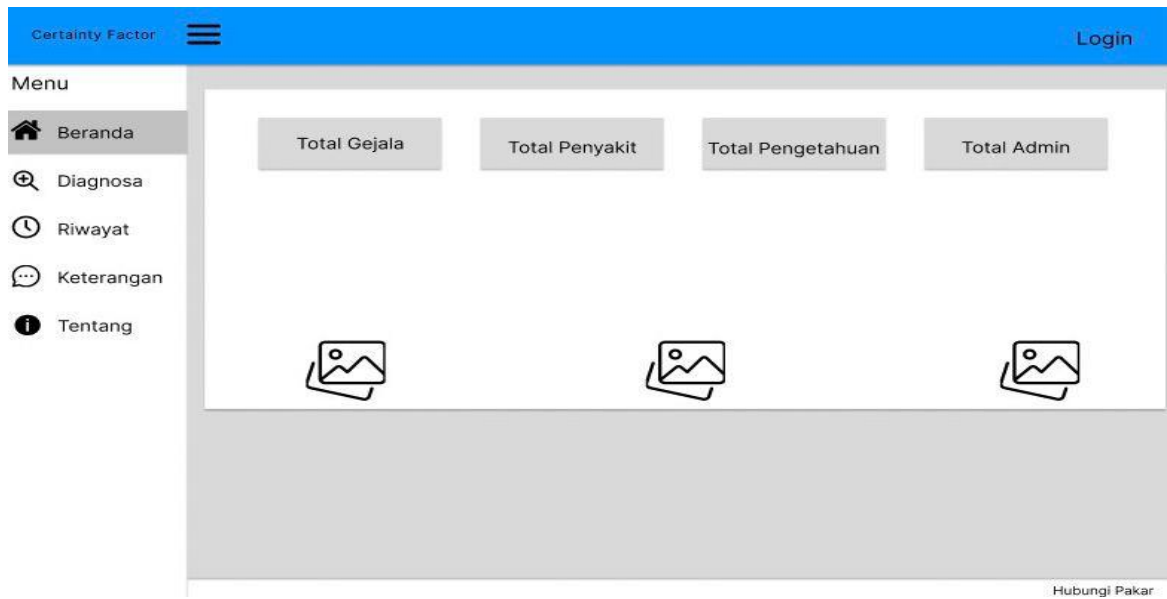 Certainty Factor
Login
Menu
Beranda
Diagnosa
Riwayat
Keterangan
Tentang
Total Gejala
Total Penyakit
Total Pengetahuan
Total Admin
Hubungi Pakar